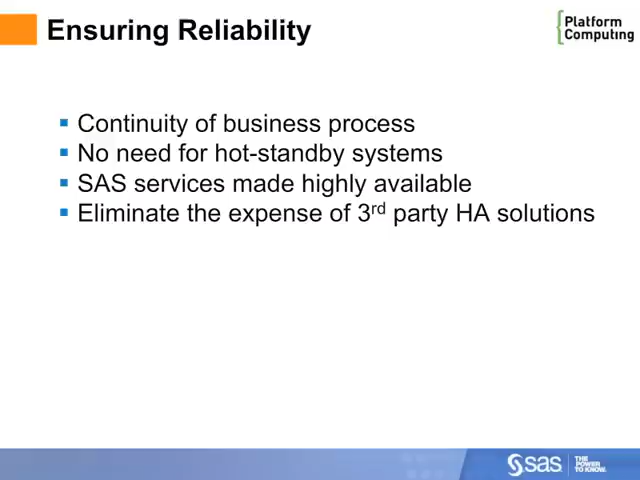 Ensuring Reliability
Platform
Computing
Continuity of business process
No need for hot-standby systems
SAS services made highly available
Eliminate the expense of 3rd party HA solutions
sas
THE
POWER
TO KNOW.